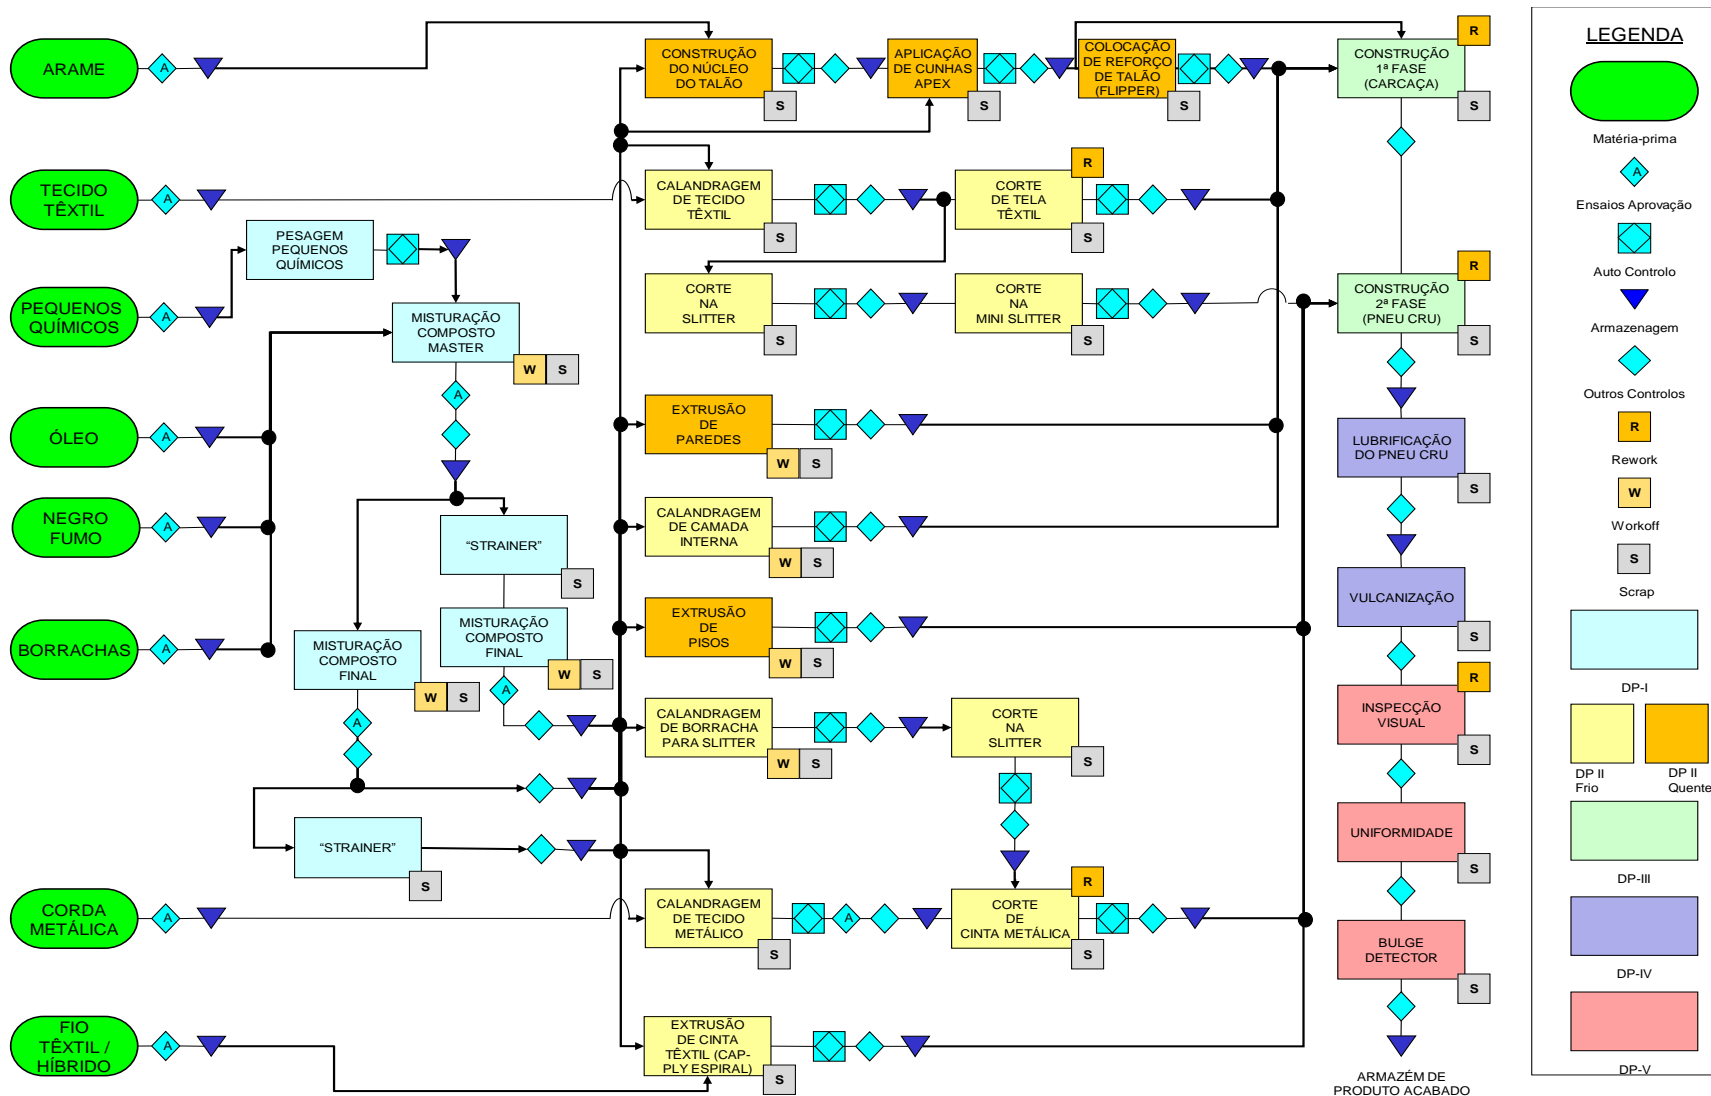 ARAME
A
CONSTRUÇÃO
DO NÚCLEO
DO TALÃO
S
APLICAÇÃO
DE CUNHAS
APEX
S
COLOCAÇÃO
DE REFORÇO
DE TALÃO
(FLIPPER)
S
CONSTRUÇÃO
1ª FASE
(CARCAÇA)
R
S
TECIDO
TÊXTIL
A
CALANDRAGEM
DE TECIDO
TÊXTIL
S
CORTE
DE TELA
TÊXTIL
R
S
PESAGEM
PEQUENOS
QUÍMICOS
PEQUENOS
QUÍMICOS
A
MISTURAÇÃO
COMPOSTO
MASTER
W
S
A
CORTE
NA
SLITTER
S
CORTE
NA
MINI SLITTER
S
CONSTRUÇÃO
2ª FASE
(PNEU CRU)
R
S
ÓLEO
A
EXTRUSÃO
DE
PAREDES
W
S
LUBRIFICAÇÃO
DO PNEU CRU
S
NEGRO
FUMO
A
“STRAINER”
S
CALANDRAGEM
DE CAMADA
INTERNA
W
S
VULCANIZAÇÃO
S
BORRACHAS
A
MISTURAÇÃO
COMPOSTO
FINAL
W
S
A
MISTURAÇÃO
COMPOSTO
FINAL
W
S
A
EXTRUSÃO
DE
PISOS
W
S
INSPECÇÃO
VISUAL
R
S
CALANDRAGEM
DE BORRACHA
PARA SLITTER
W
S
CORTE
NA
SLITTER
S
“STRAINER”
S
UNIFORMIDADE
S
CORDA
METÁLICA
A
CALANDRAGEM
DE TECIDO
METÁLICO
S
A
CORTE
DE
CINTA METÁLICA
R
S
BULGE
DETECTOR
S
FIO
TÊXTIL /
HÍBRIDO
A
EXTRUSÃO
DE CINTA
TÊXTIL (CAP-
PLY ESPIRAL)
S
ARMAZÉM DE
PRODUTO ACABADO
LEGENDA
Matéria-prima
A
Ensaios Aprovação
Auto Controlo
Armazenagem
Outros Controlos
R
Rework
W
Workoff
S
Scrap
DP-I
DP II
Frio
DP II
Quente
DP-III
DP-IV
DP-V